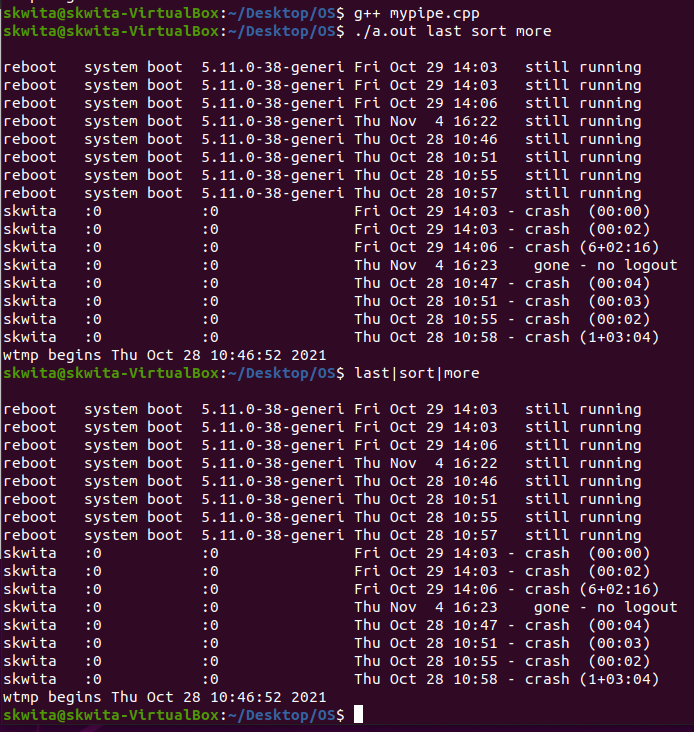 skwita@skwita-VirtualBox:~/Desktop/OS$ g++ mypipe.cpp
skwita@skwita-VirtualBox:~/Desktop/OS$ ./a.out last sort more

reboot   system boot  5.11.0-38-generi Fri Oct 29 14:03   still running
reboot   system boot  5.11.0-38-generi Fri Oct 29 14:03   still running
reboot   system boot  5.11.0-38-generi Fri Oct 29 14:06   still running
reboot   system boot  5.11.0-38-generi Thu Nov  4 16:22   still running
reboot   system boot  5.11.0-38-generi Thu Oct 28 10:46   still running
reboot   system boot  5.11.0-38-generi Thu Oct 28 10:51   still running
reboot   system boot  5.11.0-38-generi Thu Oct 28 10:55   still running
reboot   system boot  5.11.0-38-generi Thu Oct 28 10:57   still running
skwita   :0           :0               Fri Oct 29 14:03 - crash  (00:00)
skwita   :0           :0               Fri Oct 29 14:03 - crash  (00:02)
skwita   :0           :0               Fri Oct 29 14:06 - crash (6+02:16)
skwita   :0           :0               Thu Nov  4 16:23    gone - no logout
skwita   :0           :0               Thu Oct 28 10:47 - crash  (00:04)
skwita   :0           :0               Thu Oct 28 10:51 - crash  (00:03)
skwita   :0           :0               Thu Oct 28 10:55 - crash  (00:02)
skwita   :0           :0               Thu Oct 28 10:58 - crash (1+03:04)
wtmp begins Thu Oct 28 10:46:52 2021
skwita@skwita-VirtualBox:~/Desktop/OS$ last|sort|more

reboot   system boot  5.11.0-38-generi Fri Oct 29 14:03   still running
reboot   system boot  5.11.0-38-generi Fri Oct 29 14:03   still running
reboot   system boot  5.11.0-38-generi Fri Oct 29 14:06   still running
reboot   system boot  5.11.0-38-generi Thu Nov  4 16:22   still running
reboot   system boot  5.11.0-38-generi Thu Oct 28 10:46   still running
reboot   system boot  5.11.0-38-generi Thu Oct 28 10:51   still running
reboot   system boot  5.11.0-38-generi Thu Oct 28 10:55   still running
reboot   system boot  5.11.0-38-generi Thu Oct 28 10:57   still running
skwita   :0           :0               Fri Oct 29 14:03 - crash  (00:00)
skwita   :0           :0               Fri Oct 29 14:03 - crash  (00:02)
skwita   :0           :0               Fri Oct 29 14:06 - crash (6+02:16)
skwita   :0           :0               Thu Nov  4 16:23    gone - no logout
skwita   :0           :0               Thu Oct 28 10:47 - crash  (00:04)
skwita   :0           :0               Thu Oct 28 10:51 - crash  (00:03)
skwita   :0           :0               Thu Oct 28 10:55 - crash  (00:02)
skwita   :0           :0               Thu Oct 28 10:58 - crash (1+03:04)
wtmp begins Thu Oct 28 10:46:52 2021
skwita@skwita-VirtualBox:~/Desktop/OS$